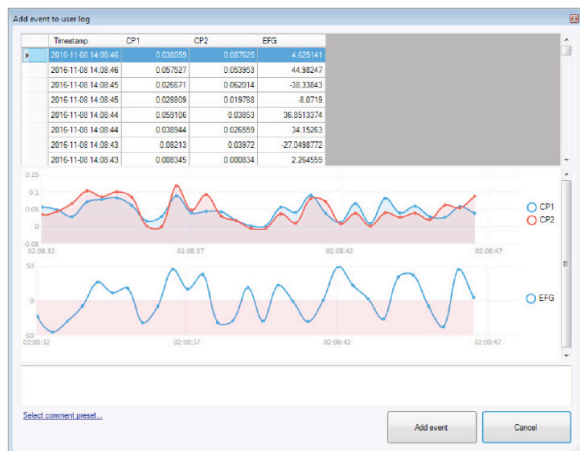 Add event to user log
Timestamp CP1 CP2 EFG
2016-11-08 14:08:46 0.038059 0.087625 4.625141
2016-11-08 14:08:46 0.057527 0.053953 44.98247
2016-11-08 14:08:45 0.026671 0.062014 -38.33843
2016-11-08 14:08:45 0.028809 0.019788 -8.0719
2016-11-08 14:08:44 0.059106 0.03853 36.8513374
2016-11-08 14:08:44 0.038944 0.026559 34.15263
2016-11-08 14:08:43 0.08213 0.03972 -27.0498772
2016-11-08 14:08:43 0.008345 0.000834 2.264559
0.15
0.1
0.05
0
-0.05
02:08:32 02:08:37 02:08:42 02:08:47
CP1
CP2
50
0
-50
02:08:32 02:08:37 02:08:42 02:08:47
EFG
Select comment preset...
Add event Cancel